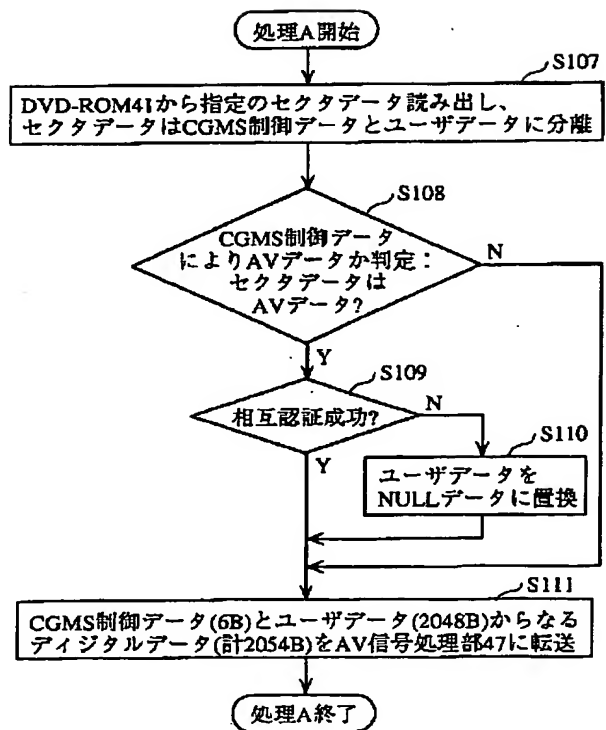 処理A開始
S107
DVD-ROM41から指定のセクタデータ読み出し、
セクタデータはCGMS制御データとユーザデータに分離
S108
CGMS制御データ
によりAVデータか判定：
セクタデータは
AVデータ?
N
Y
S109
相互認証成功?
N
Y
S110
ユーザデータを
NULLデータに置換
S111
CGMS制御データ(6B)とユーザデータ(2048B)からなる
ディジタルデータ(計2054B)をAV信号処理部47に転送
処理A終了